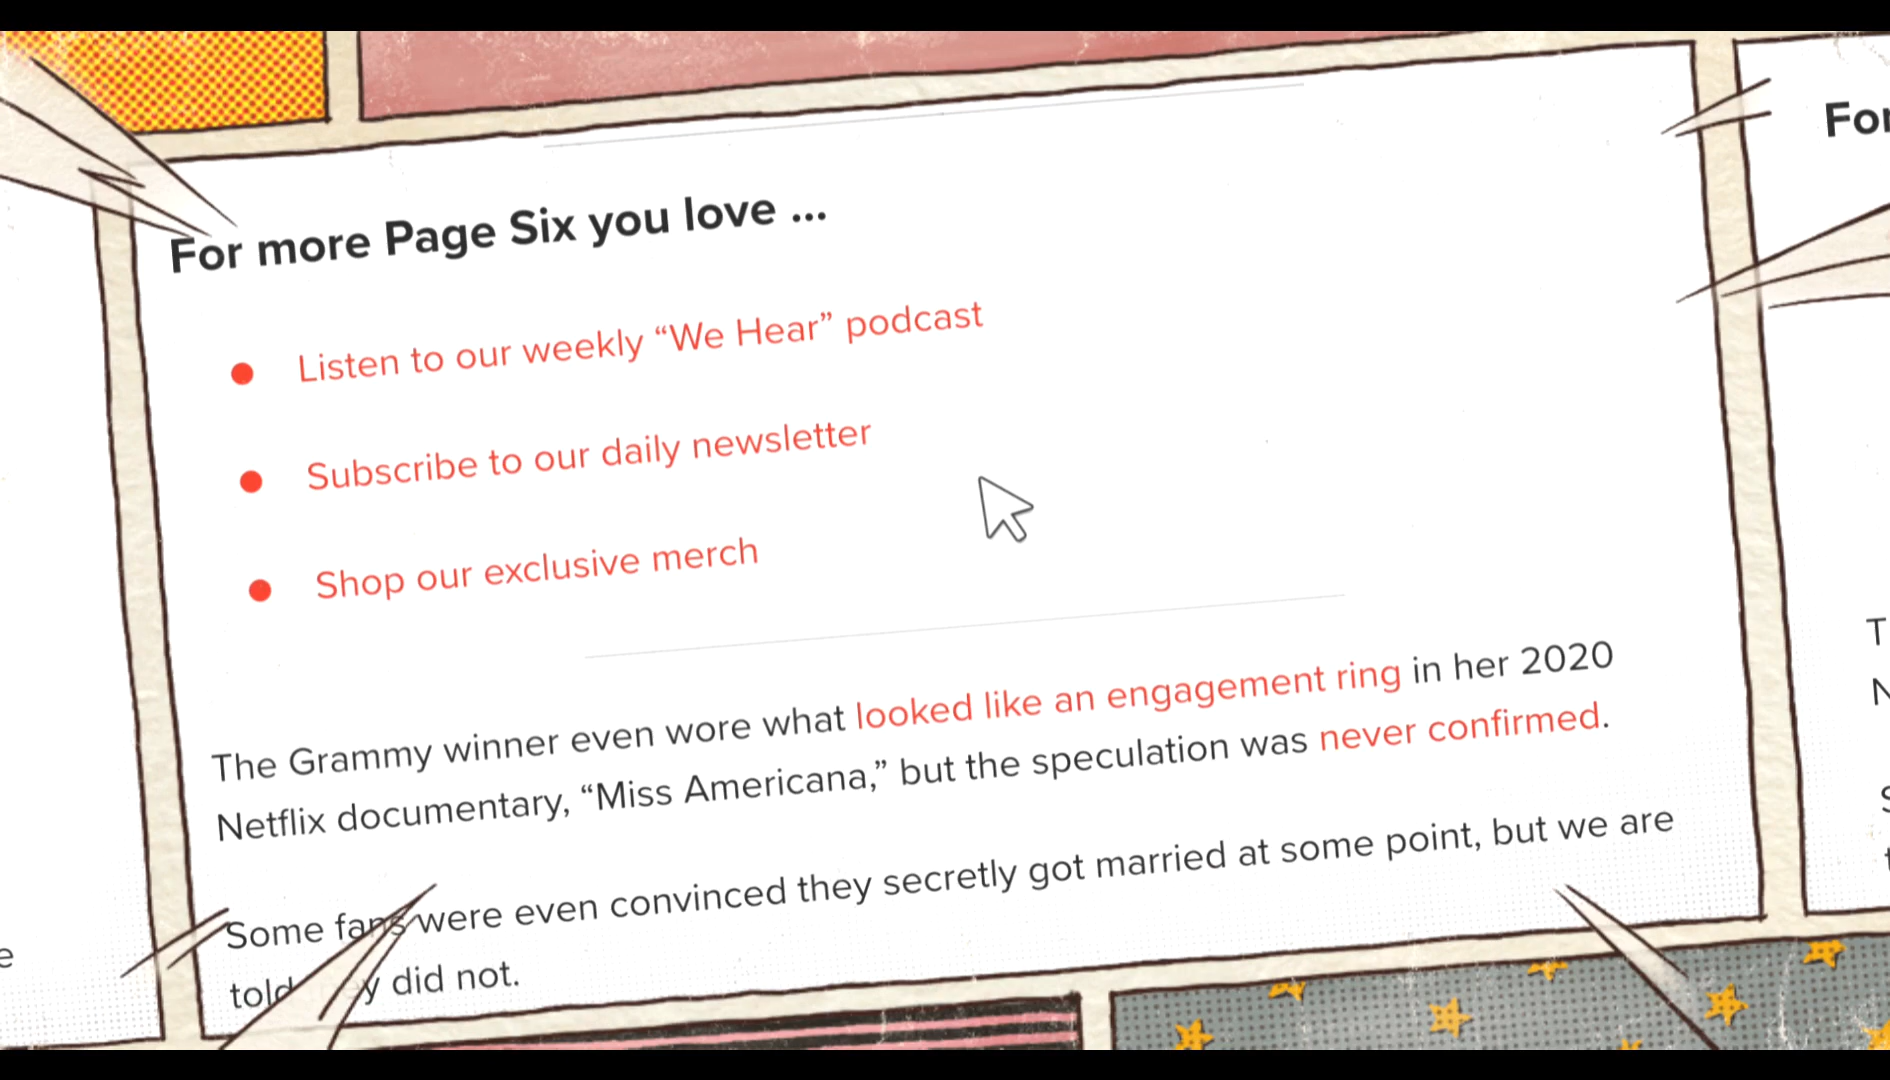 For more Page Six you love ...
Listen to our weekly “We Hear” podcast
Subscribe to our daily newsletter
Shop our exclusive merch
The Grammy winner even wore what looked like an engagement ring in her 2020
Netflix documentary, “Miss Americana,” but the speculation was never confirmed.
Some fans were even convinced they secretly got married at some point, but we are
told did not.
For